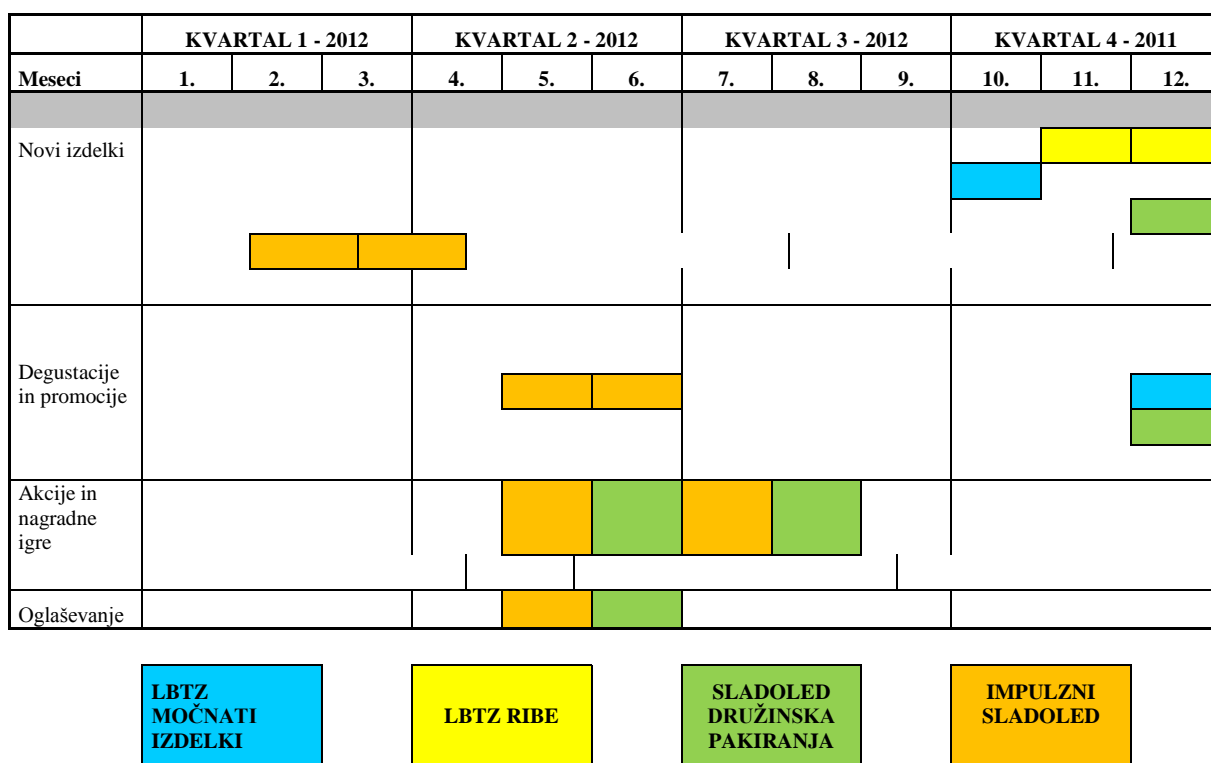 KVARTAL 1 - 2012 KVARTAL 2 - 2012 KVARTAL 3 - 2012 KVARTAL 4 - 2011
Meseci 1. 2. 3. 4. 5. 6. 7. 8. 9. 10. 11. 12.
Novi izdelki
Degustacije
in promocije
Akcije in
nagradne
igre
Oglaševanje
LBTZ
MOČNATI
IZDELKI
LBTZ RIBE
SLADOLED
DRUŽINSKA
PAKIRANJA
IMPULZNI
SLADOLED